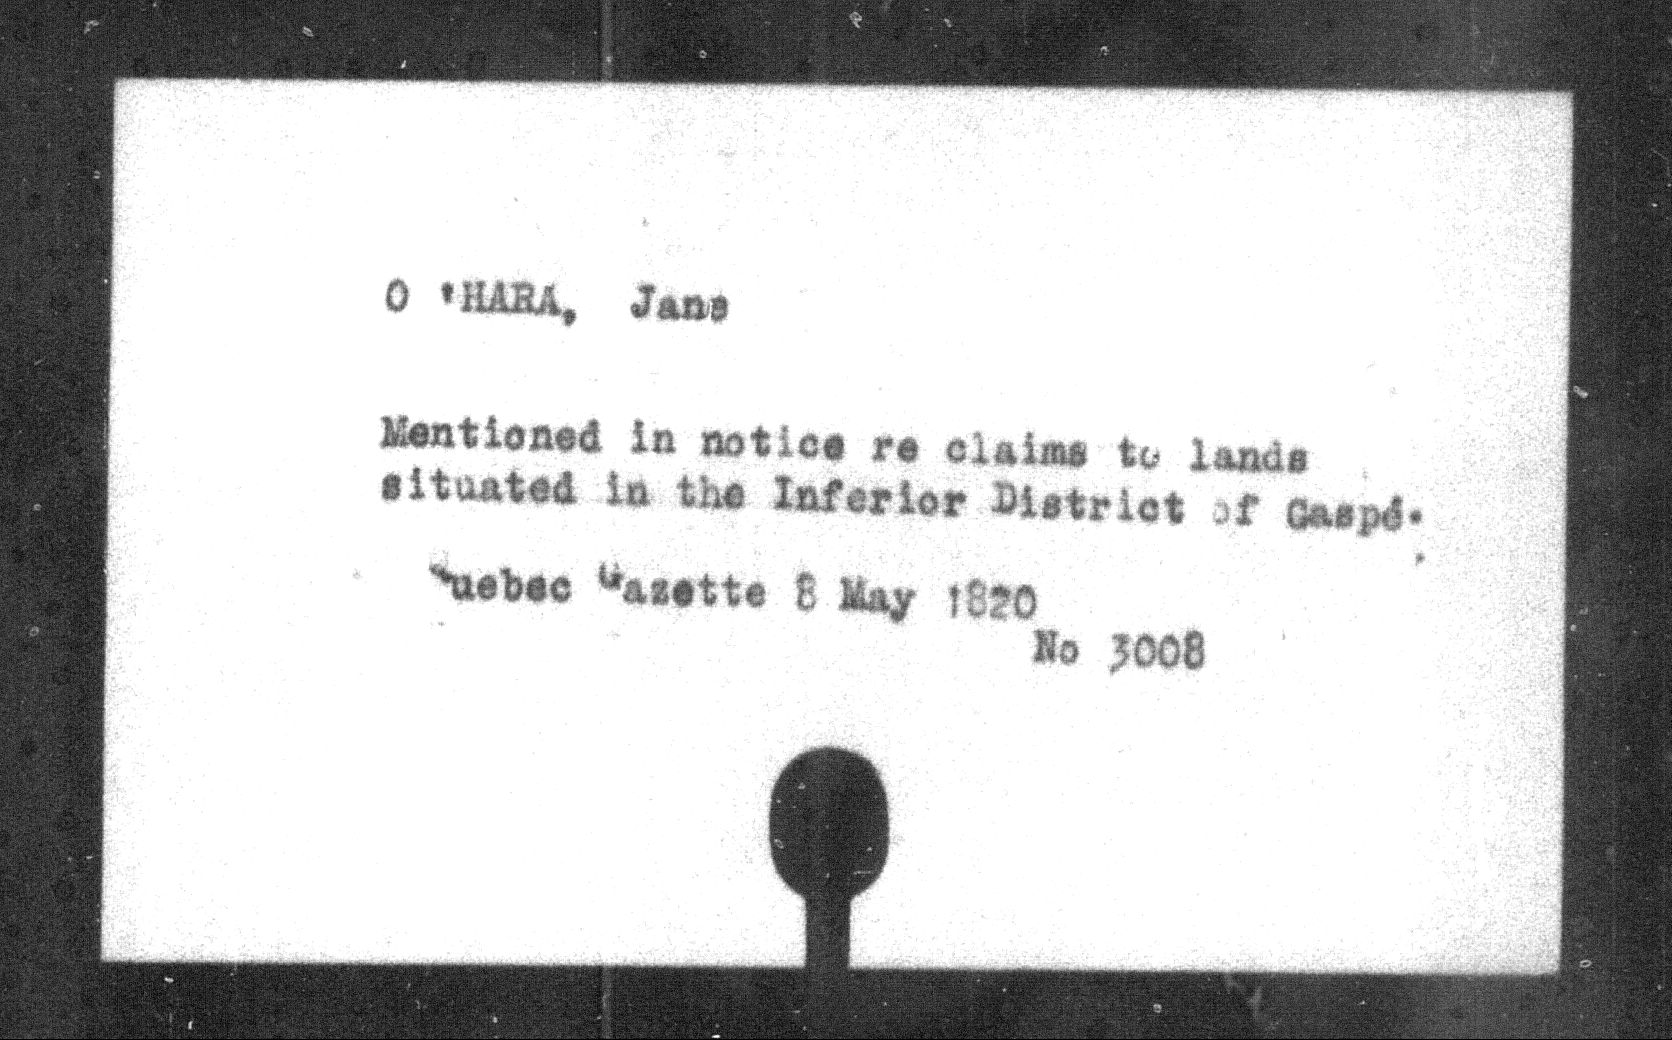 O 'HARA, Jane
Mentioned in notice re claims to lands
situated in the Inferior District of Gaspé.
Quebec Gazette 8 May 1820
No 3008